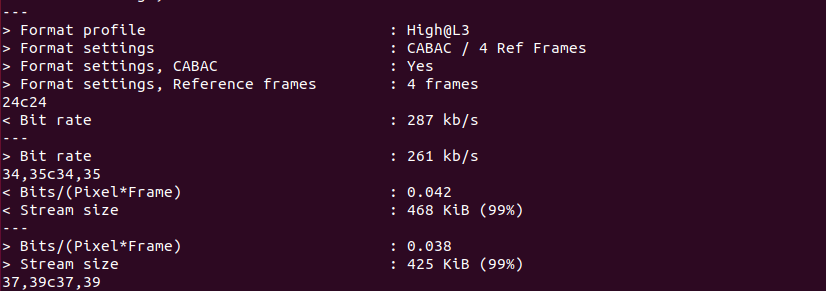 ---
> Format profile                           : High@L3
> Format settings                          : CABAC / 4 Ref Frames
> Format settings, CABAC                   : Yes
> Format settings, Reference frames        : 4 frames
24c24
< Bit rate                                 : 287 kb/s
---
> Bit rate                                 : 261 kb/s
34,35c34,35
< Bits/(Pixel*Frame)                       : 0.042
< Stream size                              : 468 KiB (99%)
---
> Bits/(Pixel*Frame)                       : 0.038
> Stream size                              : 425 KiB (99%)
37,39c37,39